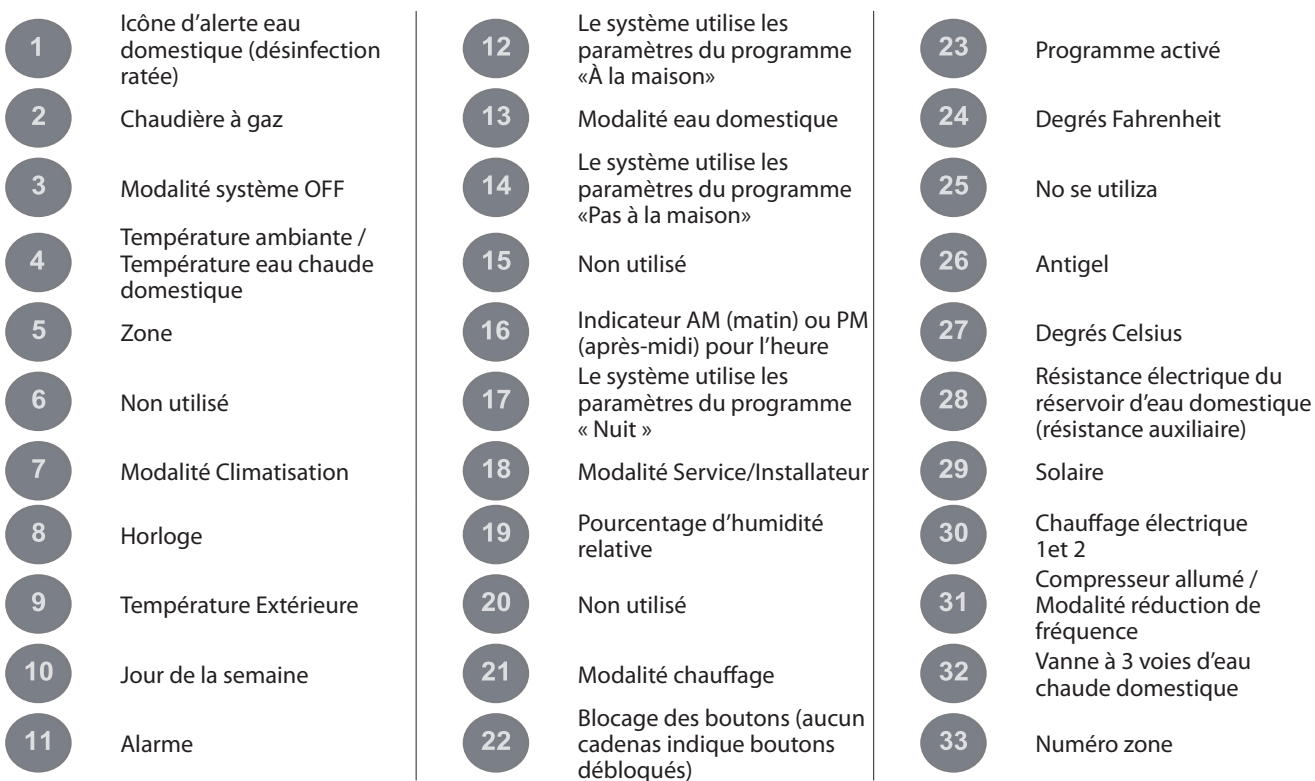 1
Icône d’alerte eau
domestique (désinfection
ratée)
2
Chaudière à gaz
3
Modalité système OFF
4
Température ambiante /
Température eau chaude
domestique
5
Zone
6
Non utilisé
7
Modalité Climatisation
8
Horloge
9
Température Extérieure
10
Jour de la semaine
11
Alarme
12
Le système utilise les
paramètres du programme
«À la maison»
13
Modalité eau domestique
14
Le système utilise les
paramètres du programme
«Pas à la maison»
15
Non utilisé
16
Indicateur AM (matin) ou PM
(après-midi) pour l’heure
17
Le système utilise les
paramètres du programme
« Nuit »
18
Modalité Service/Installateur
19
Pourcentage d’humidité
relative
20
Non utilisé
21
Modalité chauffage
22
Blocage des boutons (aucun
cadenas indique boutons
débloqués)
23
Programme activé
24
Degrés Fahrenheit
25
No se utiliza
26
Antigel
27
Degrés Celsius
28
Résistance électrique du
réservoir d’eau domestique
(résistance auxiliaire)
29
Solaire
30
Chauffage électrique
1et 2
31
Compresseur allumé /
Modalité réduction de
fréquence
32
Vanne à 3 voies d’eau
chaude domestique
33
Numéro zone